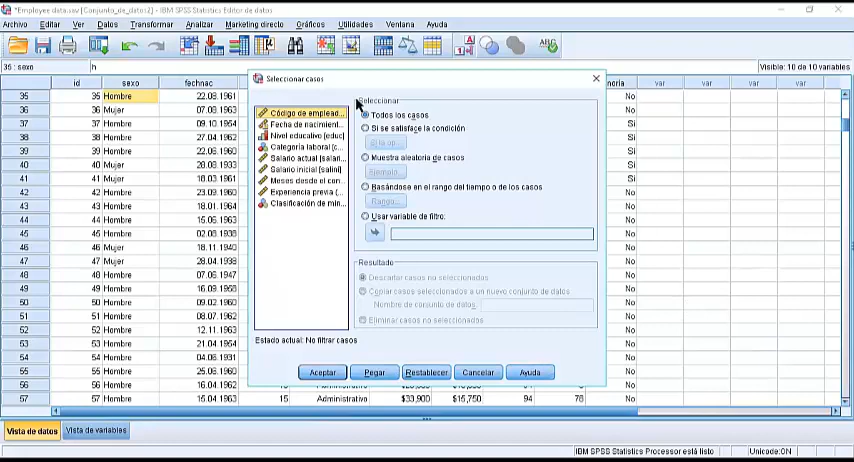 *Employee data.sav [Conjunto_de_datos2] - IBM SPSS Statistics Editor de datos
Archivo Editar Ver Datos Transformar Analizar Marketing directo Gráficos Utilidades Ventana Ayuda
35 : sexo h Visible: 10 de 10 variables
id sexo fechnac noría var var var
35 35 Hombre 22.08.1961 No
36 36 Mujer 07.08.1963 No
37 37 Hombre 09.10.1954 Sí
38 38 Hombre 27.04.1962 Sí
39 39 Hombre 22.06.1960 Sí
40 40 Mujer 28.08.1933 Sí
41 41 Mujer 18.03.1961 Sí
42 42 Hombre 23.09.1960 No
43 43 Hombre 18.01.1964 No
44 44 Hombre 15.06.1963 No
45 45 Hombre 02.08.1938 No
46 46 Mujer 18.11.1940 No
47 47 Mujer 28.04.1938 No
48 48 Hombre 07.06.1947 No
49 49 Hombre 16.09.1968 No
50 50 Hombre 09.02.1960 No
51 51 Hombre 08.07.1962 No
52 52 Hombre 12.11.1963 No
53 53 Hombre 21.04.1954 No
54 54 Hombre 04.08.1931 No
55 55 Hombre 25.06.1960 No
56 56 Hombre 16.04.1962 No
57 57 Hombre 15.04.1963 15 Administrativo $33,900 $15,750 94 78 No
Seleccionar casos
Código de emplead...
Fecha de nacimient...
Nivel educativo [educ]
Categoría laboral [c...
Salario actual [salari...
Salario inicial [salini]
Meses desde el con...
Experiencia previa (...
Clasificación de min...
Seleccionar
Todos los casos
Si se satisface la condición
Si la op...
Muestra aleatoria de casos
Ejemplo...
Basándose en el rango del tiempo o de los casos
Rango...
Usar variable de filtro:
Resultado
Descartar casos no seleccionados
Copiar casos seleccionados a un nuevo conjunto de datos
Nombre de conjunto de datos:
Eliminar casos no seleccionados
Estado actual: No filtrar casos
Aceptar Pegar Restablecer Cancelar Ayuda
Vista de datos Vista de variables
IBM SPSS Statistics Processor está listo Unicode:ON